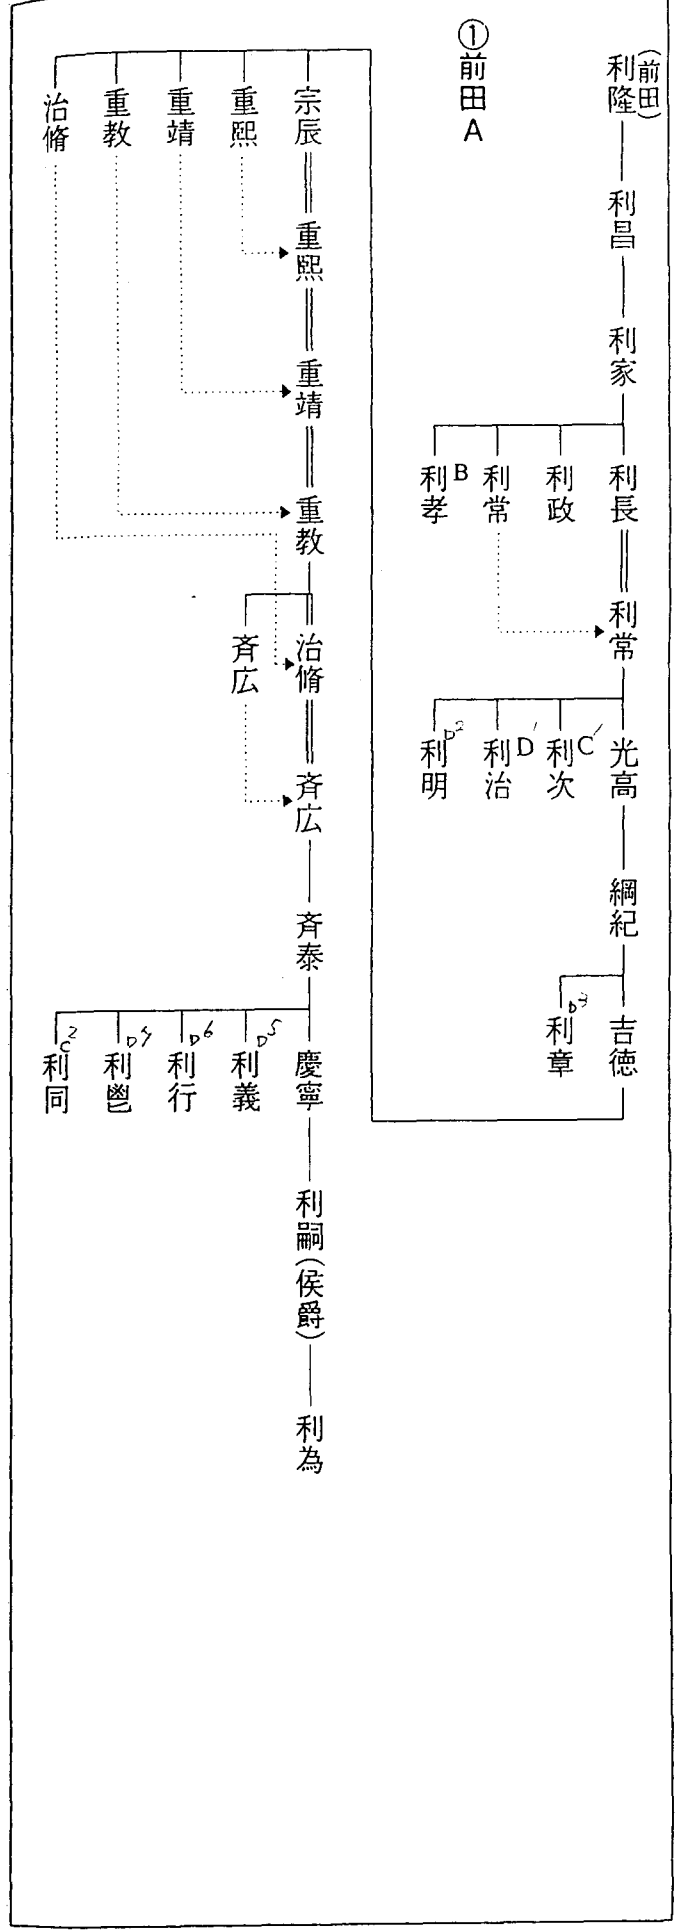 (前田)
利隆
利昌
利家
利長
利政
利常
利孝 B
利常
光高
利次 C'
利治 D'
利明 D2
綱紀
吉徳
利章 D3
①前田A
宗辰
重熙
重靖
重教
治脩
重熙
重靖
重教
治脩
斉広
斉広
斉泰
慶寧
利義 D5
利行 D6
利鬯 D4
利同 C2
利嗣(侯爵)
利為